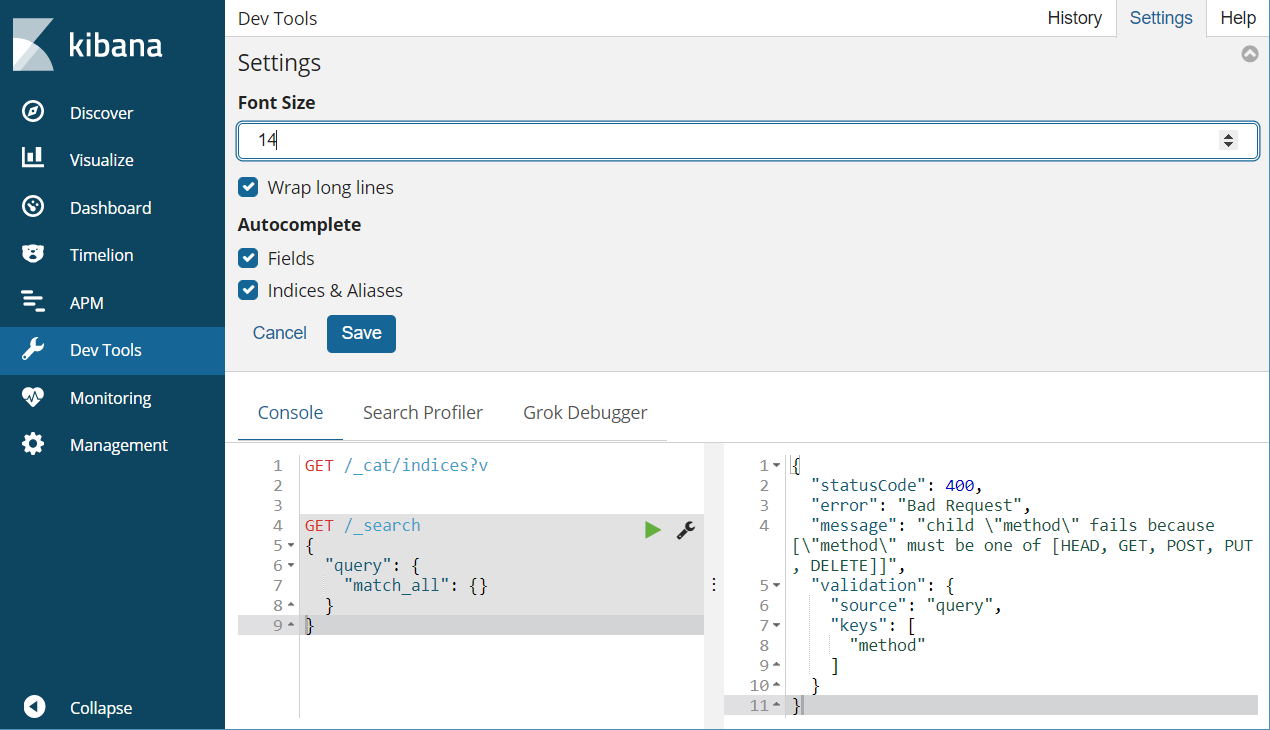 kibana
Discover
Visualize
Dashboard
Timelion
APM
Dev Tools
Monitoring
Management
Collapse
Dev Tools
History
Settings
Help
Settings
Font Size
14
Wrap long lines
Autocomplete
Fields
Indices & Aliases
Cancel
Save
Console
Search Profiler
Grok Debugger
1 GET /_cat/indices?v
2
3
4 GET /_search
5 {
6   "query": {
7     "match_all": {}
8   }
9 }
1 {
2   "statusCode": 400,
3   "error": "Bad Request",
4   "message": "child \"method\" fails because
[\"method\" must be one of [HEAD, GET, POST, PUT
, DELETE]]",
5   "validation": {
6     "source": "query",
7     "keys": [
8       "method"
9     ]
10   }
11 }